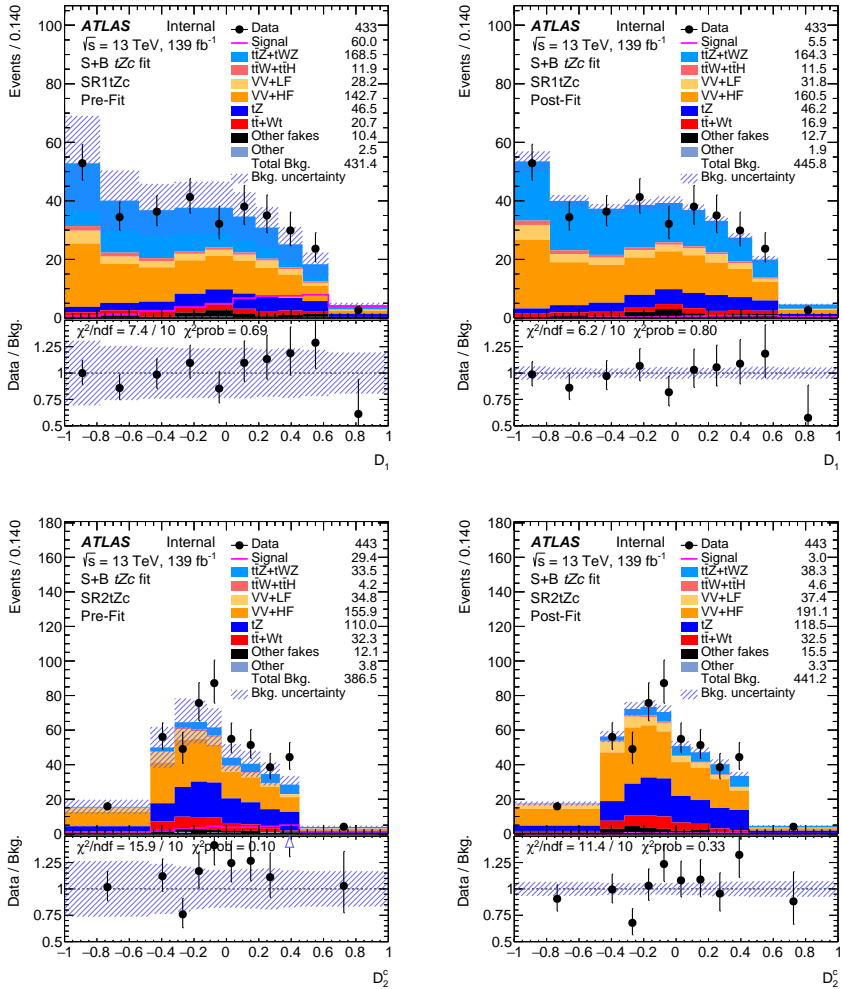 Events / 0.140
100
80
60
40
20
0
ATLAS Internal
√s = 13 TeV, 139 fb⁻¹
S+B tZc fit
SR1tZc
Pre-Fit
Data 433
Signal 60.0
tt̄Z+tWZ 168.5
tt̄W+tt̄H 11.9
VV+LF 28.2
VV+HF 142.7
tZ 46.5
tt̄+Wt 20.7
Other fakes 10.4
Other 2.5
Total Bkg. 431.4
Bkg. uncertainty
Data / Bkg.
1.25
1
0.75
0.5
χ²/ndf = 7.4 / 10 χ²prob = 0.69
−1 −0.8 −0.6 −0.4 −0.2 0 0.2 0.4 0.6 0.8 1
D₁
Events / 0.140
100
80
60
40
20
0
ATLAS Internal
√s = 13 TeV, 139 fb⁻¹
S+B tZc fit
SR1tZc
Post-Fit
Data 433
Signal 5.5
tt̄Z+tWZ 164.3
tt̄W+tt̄H 11.5
VV+LF 31.8
VV+HF 160.5
tZ 46.2
tt̄+Wt 16.9
Other fakes 12.7
Other 1.9
Total Bkg. 445.8
Bkg. uncertainty
Data / Bkg.
1.25
1
0.75
0.5
χ²/ndf = 6.2 / 10 χ²prob = 0.80
−1 −0.8 −0.6 −0.4 −0.2 0 0.2 0.4 0.6 0.8 1
D₁
Events / 0.140
180
160
140
120
100
80
60
40
20
0
ATLAS Internal
√s = 13 TeV, 139 fb⁻¹
S+B tZc fit
SR2tZc
Pre-Fit
Data 443
Signal 29.4
tt̄Z+tWZ 33.5
tt̄W+tt̄H 4.2
VV+LF 34.8
VV+HF 155.9
tZ 110.0
tt̄+Wt 32.3
Other fakes 12.1
Other 3.8
Total Bkg. 386.5
Bkg. uncertainty
Data / Bkg.
1.25
1
0.75
0.5
χ²/ndf = 15.9 / 10 χ²prob = 0.10
−1 −0.8 −0.6 −0.4 −0.2 0 0.2 0.4 0.6 0.8 1
D₂ᶜ
Events / 0.140
180
160
140
120
100
80
60
40
20
0
ATLAS Internal
√s = 13 TeV, 139 fb⁻¹
S+B tZc fit
SR2tZc
Post-Fit
Data 443
Signal 3.0
tt̄Z+tWZ 38.3
tt̄W+tt̄H 4.6
VV+LF 37.4
VV+HF 191.1
tZ 118.5
tt̄+Wt 32.5
Other fakes 15.5
Other 3.3
Total Bkg. 441.2
Bkg. uncertainty
Data / Bkg.
1.25
1
0.75
0.5
χ²/ndf = 11.4 / 10 χ²prob = 0.33
−1 −0.8 −0.6 −0.4 −0.2 0 0.2 0.4 0.6 0.8 1
D₂ᶜ